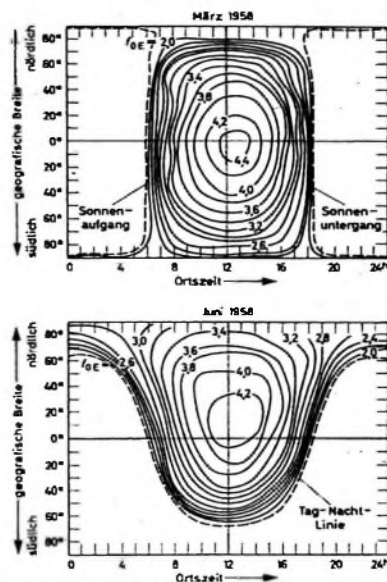 März 1958
f0E = 2,0
3,4
3,8
4,2
4,4
4,0
3,6
3,2
2,6
Sonnen-
aufgang
Sonnen-
untergang
nördlich
geografische Breite
südlich
80°
60
40
20
0°
20
40
60
80°
0 4 8 12 16 20 24h
Ortszeit
Juni 1958
3,0
3,4
3,2
2,8
2,4
2,0
3,6
3,8
4,0
4,2
f0E = 2,6
Tag-Nacht-
Linie
nördlich
geografische Breite
südlich
80°
60
40
20
0°
20
40
60
80°
0 4 8 12 16 20 24h
Ortszeit